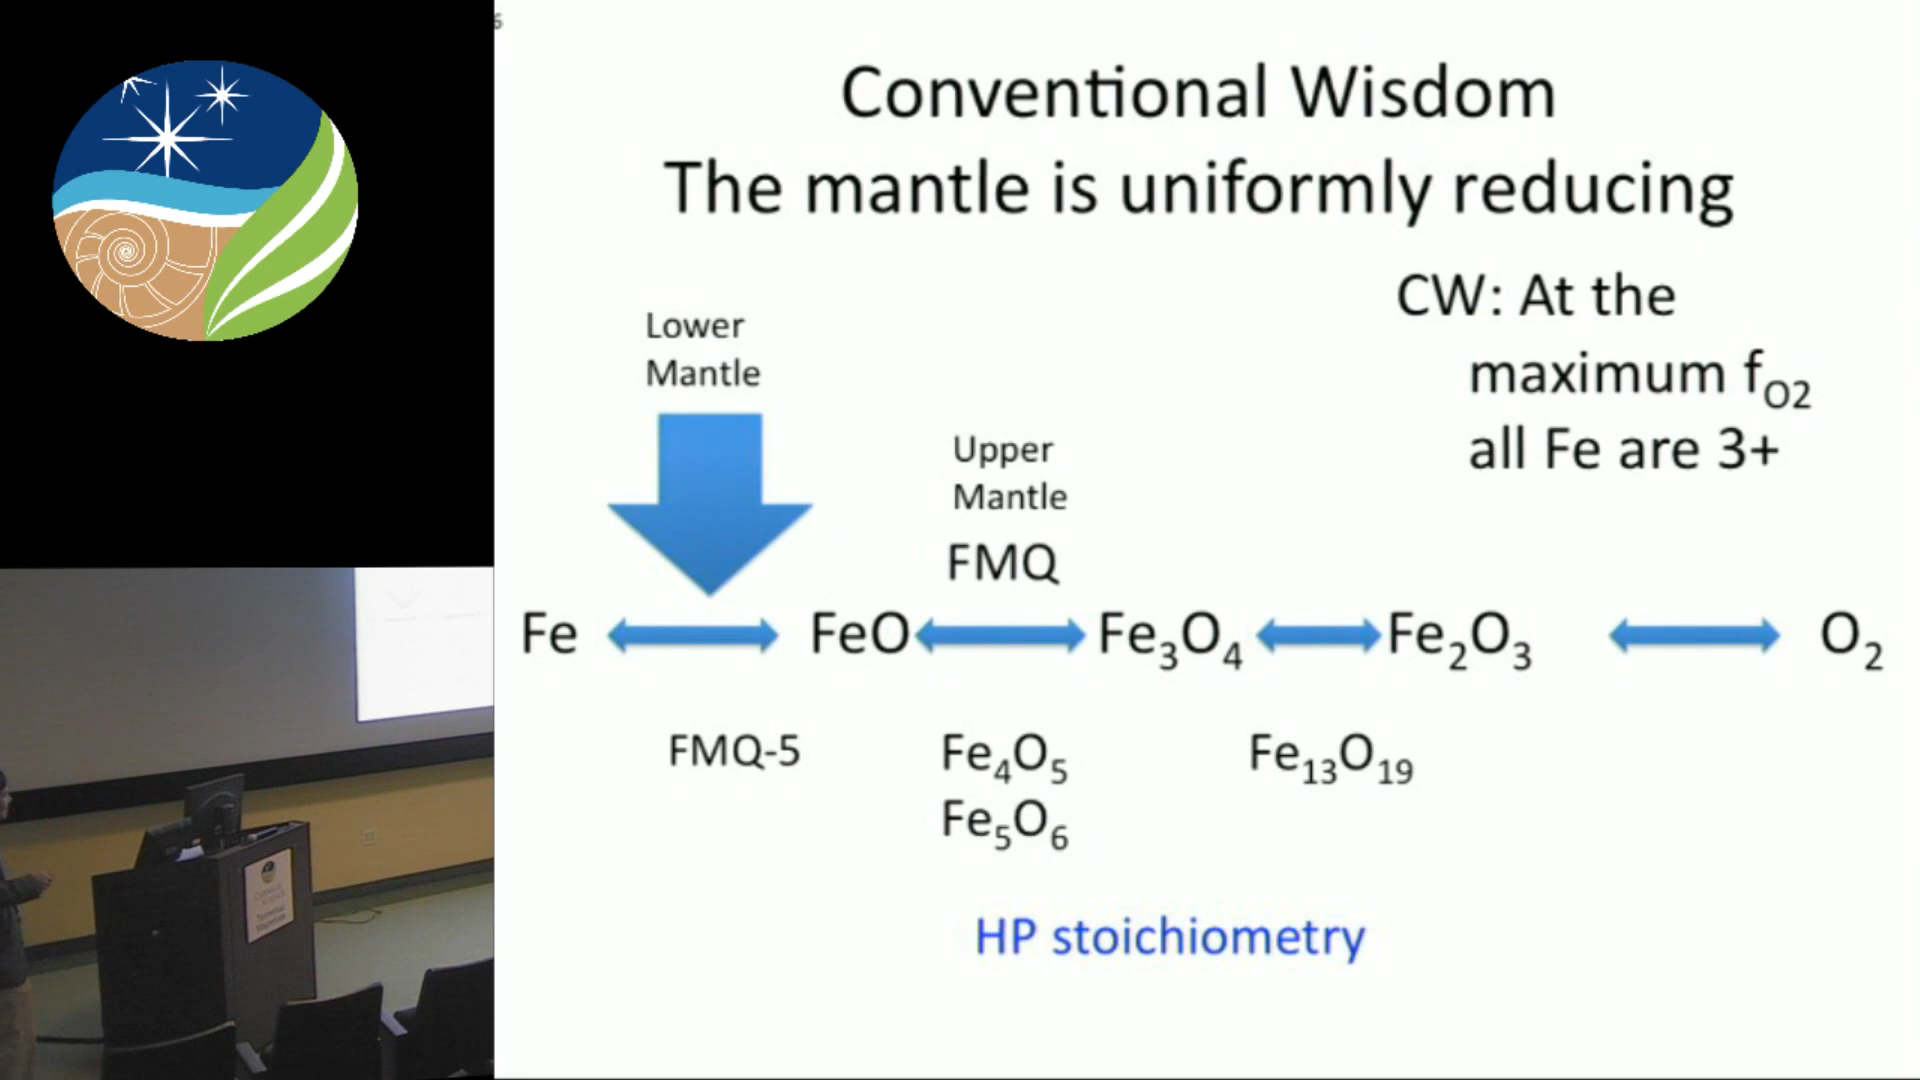 Conventional Wisdom
The mantle is uniformly reducing
CW: At the
maximum fO2
all Fe are 3+
Lower
Mantle
Upper
Mantle
FMQ
Fe FeO Fe3O4 Fe2O3 O2
FMQ-5 Fe4O5 Fe13O19
Fe5O6
HP stoichiometry